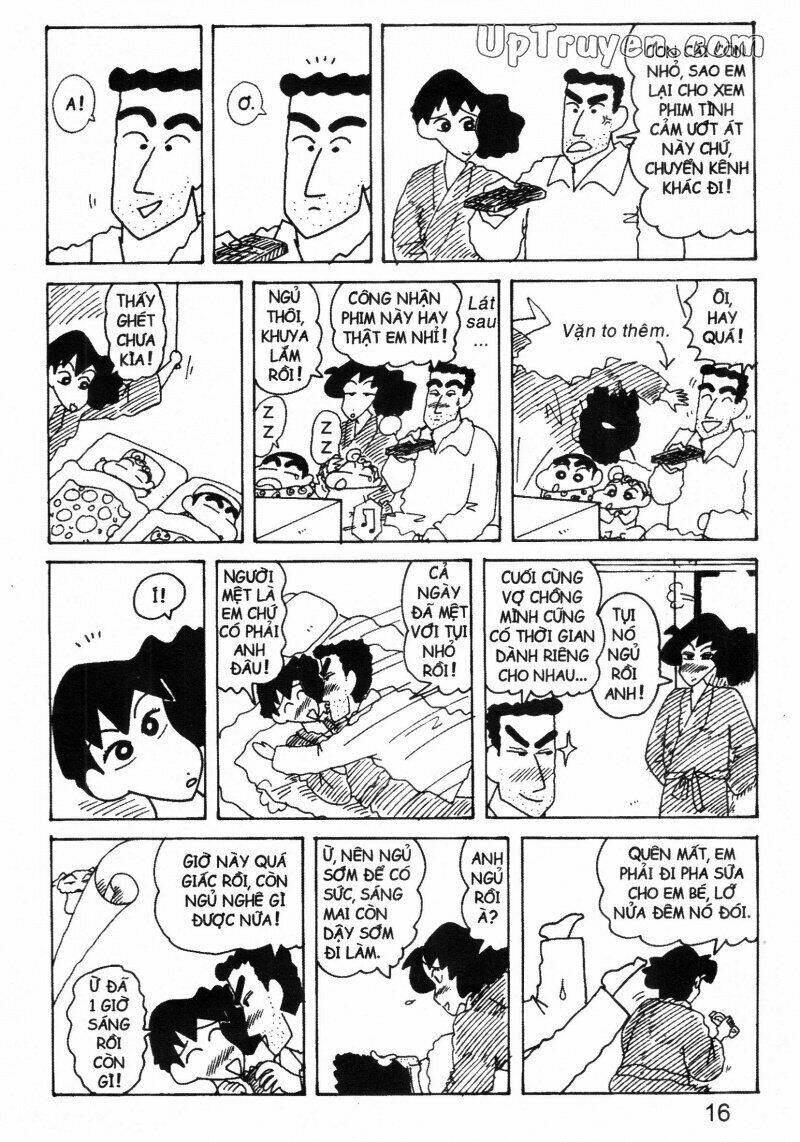 UpTruyen.com
CON CÁI CÒN
NHỎ, SAO EM
LẠI CHO XEM
PHIM TÌNH
CẢM ƯỚT ÁT
NÀY CHỨ,
CHUYỂN KÊNH
KHÁC ĐI!
Ơ.
A!
ÔI,
HAY
QUÁ!
Vặn to thêm.
Lát
sau
...
CÔNG NHẬN
PHIM NÀY HAY
THẬT EM NHỈ!
NGỦ
THÔI,
KHUYA
LẮM
RỒI!
Z
Z
Z
Z
THẤY
GHÉT
CHƯA
KÌA!
TỤI
NÓ
NGỦ
RỒI
ANH!
CUỐI CÙNG
VỢ CHỒNG
MÌNH CŨNG
CÓ THỜI GIAN
DÀNH RIÊNG
CHO NHAU...
CẢ
NGÀY
ĐÃ MỆT
VỚI TỤI
NHỎ
RỒI!
NGƯỜI
MỆT LÀ
EM CHỨ
CÓ PHẢI
ANH
ĐÂU!
Í!
QUÊN MẤT, EM
PHẢI ĐI PHA SỮA
CHO EM BÉ, LỠ
NỬA ĐÊM NÓ ĐÓI.
ANH
NGỦ
RỒI
À?
Ừ, NÊN NGỦ
SỚM ĐỂ CÓ
SỨC, SÁNG
MAI CÒN
DẬY SỚM
ĐI LÀM.
GIỜ NÀY QUÁ
GIẤC RỒI, CÒN
NGỦ NGHÊ GÌ
ĐƯỢC NỮA!
Ừ ĐÃ
1 GIỜ
SÁNG
RỒI
CÒN
GÌ!
16